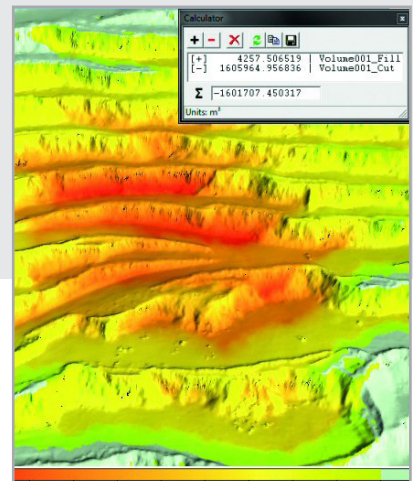 Calculator
[+] 4257.506519 | Volume001_Fill
[-] 1605964.956836 | Volume001_Cut
Σ -1601707.450317
Units: m³